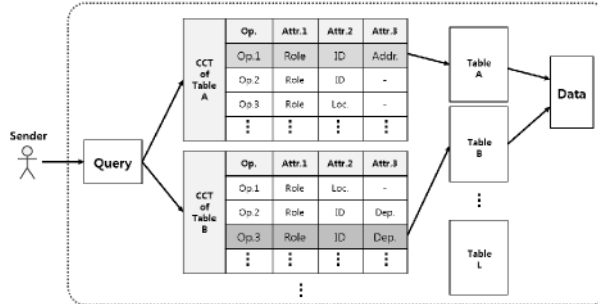 Op. Attr.1 Attr.2 Attr.3
CCT of Table A
Op.1 Role ID Addr.
Op.2 Role ID -
Op.3 Role Loc. -
Table A
Data
Sender
Query
Table B
Op. Attr.1 Attr.2 Attr.3
CCT of Table B
Op.1 Role Loc. -
Op.2 Role ID Dep.
Op.3 Role ID Dep.
Table L